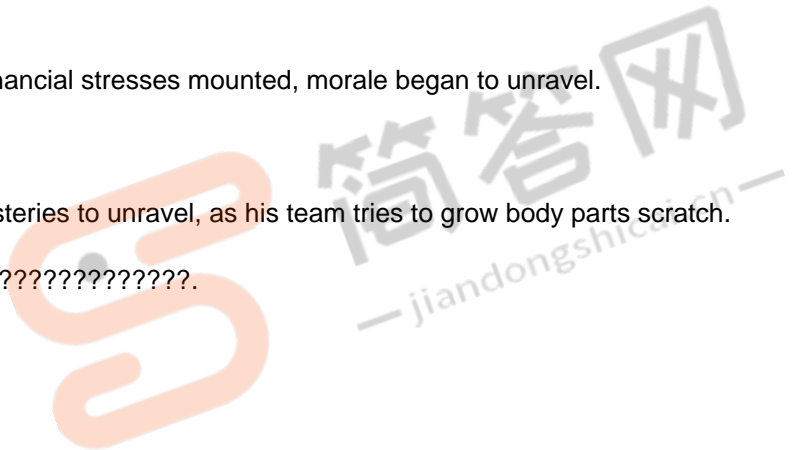 nancial stresses mounted, morale began to unravel.
steries to unravel, as his team tries to grow body parts scratch.
?????????????.
简答网
— jiandongshicai.cn —